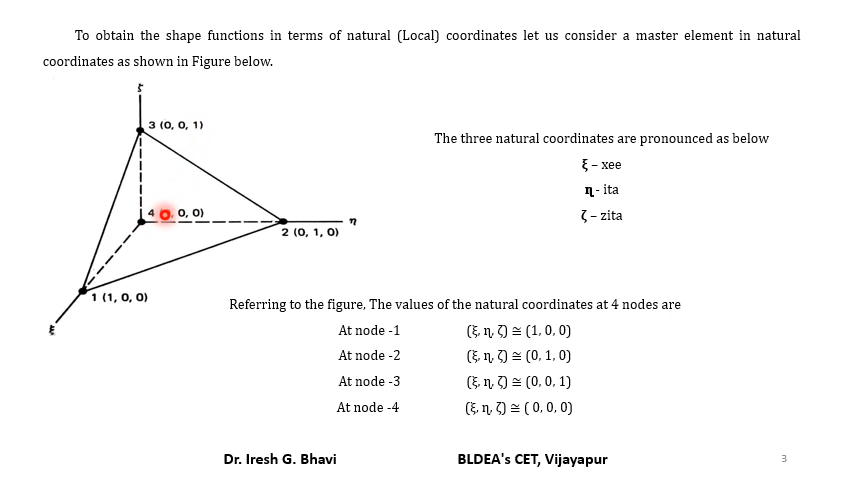 To obtain the shape functions in terms of natural (Local) coordinates let us consider a master element in natural
coordinates as shown in Figure below.
ζ
3 (0, 0, 1)
The three natural coordinates are pronounced as below
ξ – xee
η - ita
ζ – zita
4 (0, 0, 0)
η
2 (0, 1, 0)
1 (1, 0, 0)
ξ
Referring to the figure, The values of the natural coordinates at 4 nodes are
At node -1 (ξ, η, ζ) ≅ (1, 0, 0)
At node -2 (ξ, η, ζ) ≅ (0, 1, 0)
At node -3 (ξ, η, ζ) ≅ (0, 0, 1)
At node -4 (ξ, η, ζ) ≅ ( 0, 0, 0)
Dr. Iresh G. Bhavi BLDEA's CET, Vijayapur 3